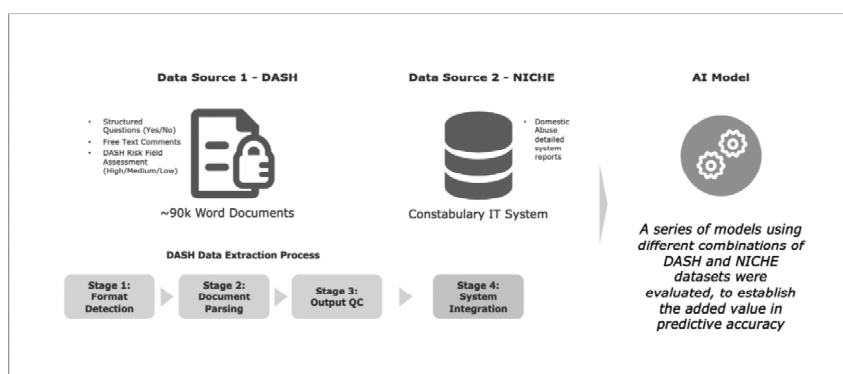 Data Source 1 - DASH
• Structured
Questions (Yes/No)
• Free Text Comments
• DASH Risk Field
Assessment
(High/Medium/Low)
~90k Word Documents
Data Source 2 - NICHE
• Domestic
Abuse
detailed
system
reports
Constabulary IT System
DASH Data Extraction Process
Stage 1:
Format
Detection
Stage 2:
Document
Parsing
Stage 3:
Output QC
Stage 4:
System
Integration
AI Model
A series of models using
different combinations of
DASH and NICHE
datasets were
evaluated, to establish
the added value in
predictive accuracy